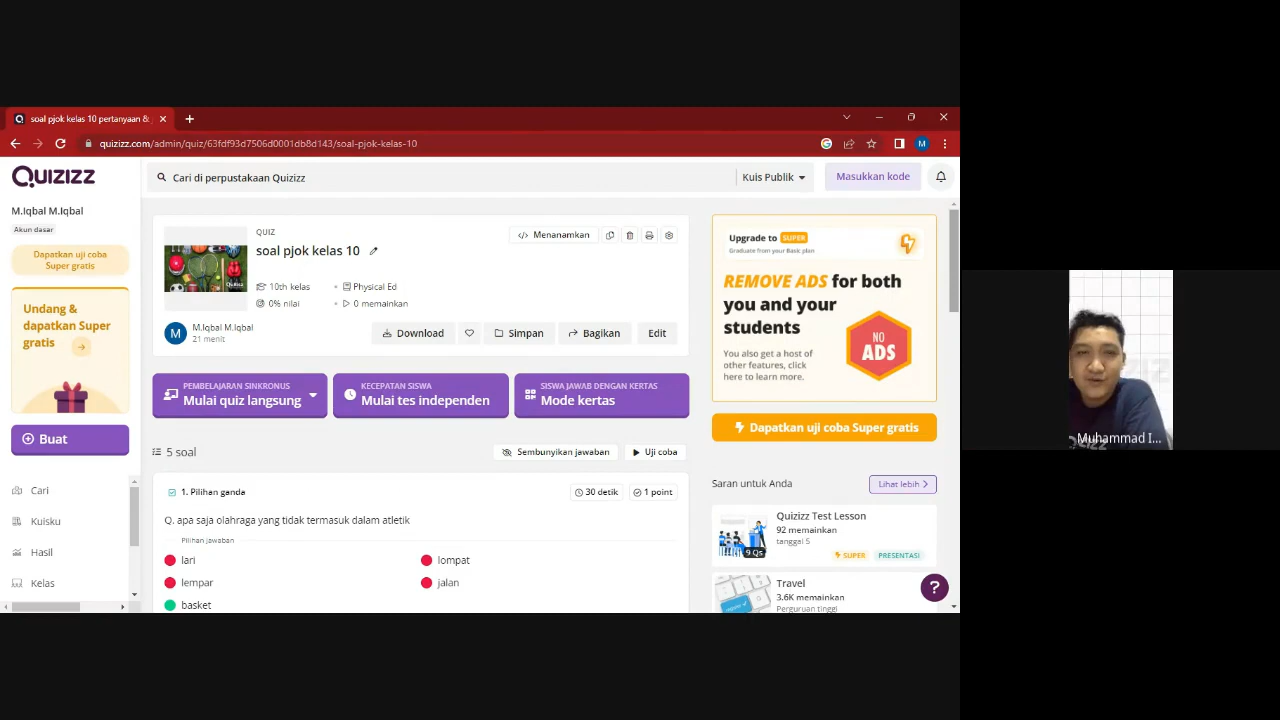 soal pjok kelas 10 pertanyaan &
quizizz.com/admin/quiz/63fdf93d7506d0001db8d143/soal-pjok-kelas-10
M
QUIZIZZ
Cari di perpustakaan Quizizz
Kuis Publik
Masukkan kode
M.Iqbal M.Iqbal
Akun dasar
Dapatkan uji coba
Super gratis
Undang &
dapatkan Super
gratis
Buat
Cari
Kuisku
Hasil
Kelas
QUIZ
soal pjok kelas 10
Menanamkan
10th kelas
Physical Ed
0% nilai
0 memainkan
Quizizz
M
M.Iqbal M.Iqbal
21 menit
Download
Simpan
Bagikan
Edit
PEMBELAJARAN SINKRONUS
Mulai quiz langsung
KECEPATAN SISWA
Mulai tes independen
SISWA JAWAB DENGAN KERTAS
Mode kertas
5 soal
Sembunyikan jawaban
Uji coba
1. Pilihan ganda
30 detik
1 point
Q. apa saja olahraga yang tidak termasuk dalam atletik
Pilihan jawaban
lari
lompat
lempar
jalan
basket
Upgrade to SUPER
Graduate from your Basic plan
REMOVE ADS for both
you and your
students
You also get a host of
other features, click
here to learn more.
NO
ADS
Dapatkan uji coba Super gratis
Saran untuk Anda
Lihat lebih
Quizizz Test Lesson
92 memainkan
tanggal 5
9 Qs
SUPER
PRESENTASI
Travel
3.6K memainkan
Perguruan tinggi
?
Muhammad I...